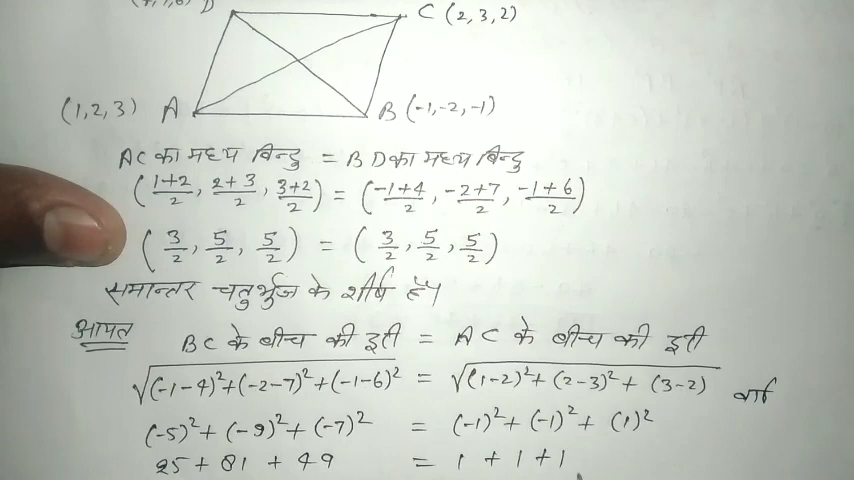 (4,7,6) D
C (2,3,2)
(1,2,3) A
B (-1,-2,-1)
AC का मध्य बिन्दु = BD का मध्य बिन्दु
(1+2/2, 2+3/2, 3+2/2) = (-1+4/2, -2+7/2, -1+6/2)
(3/2, 5/2, 5/2) = (3/2, 5/2, 5/2)
समान्तर चतुर्भुज के शीर्ष है।
आयत
BC के बीच की दूरी = AC के बीच की दूरी
√(-1-4)²+(-2-7)²+(-1-6)² = √(1-2)²+(2-3)²+(3-2) वर्ग
(-5)²+(-9)²+(-7)² = (-1)²+(-1)²+(1)²
25+81+49 = 1+1+1